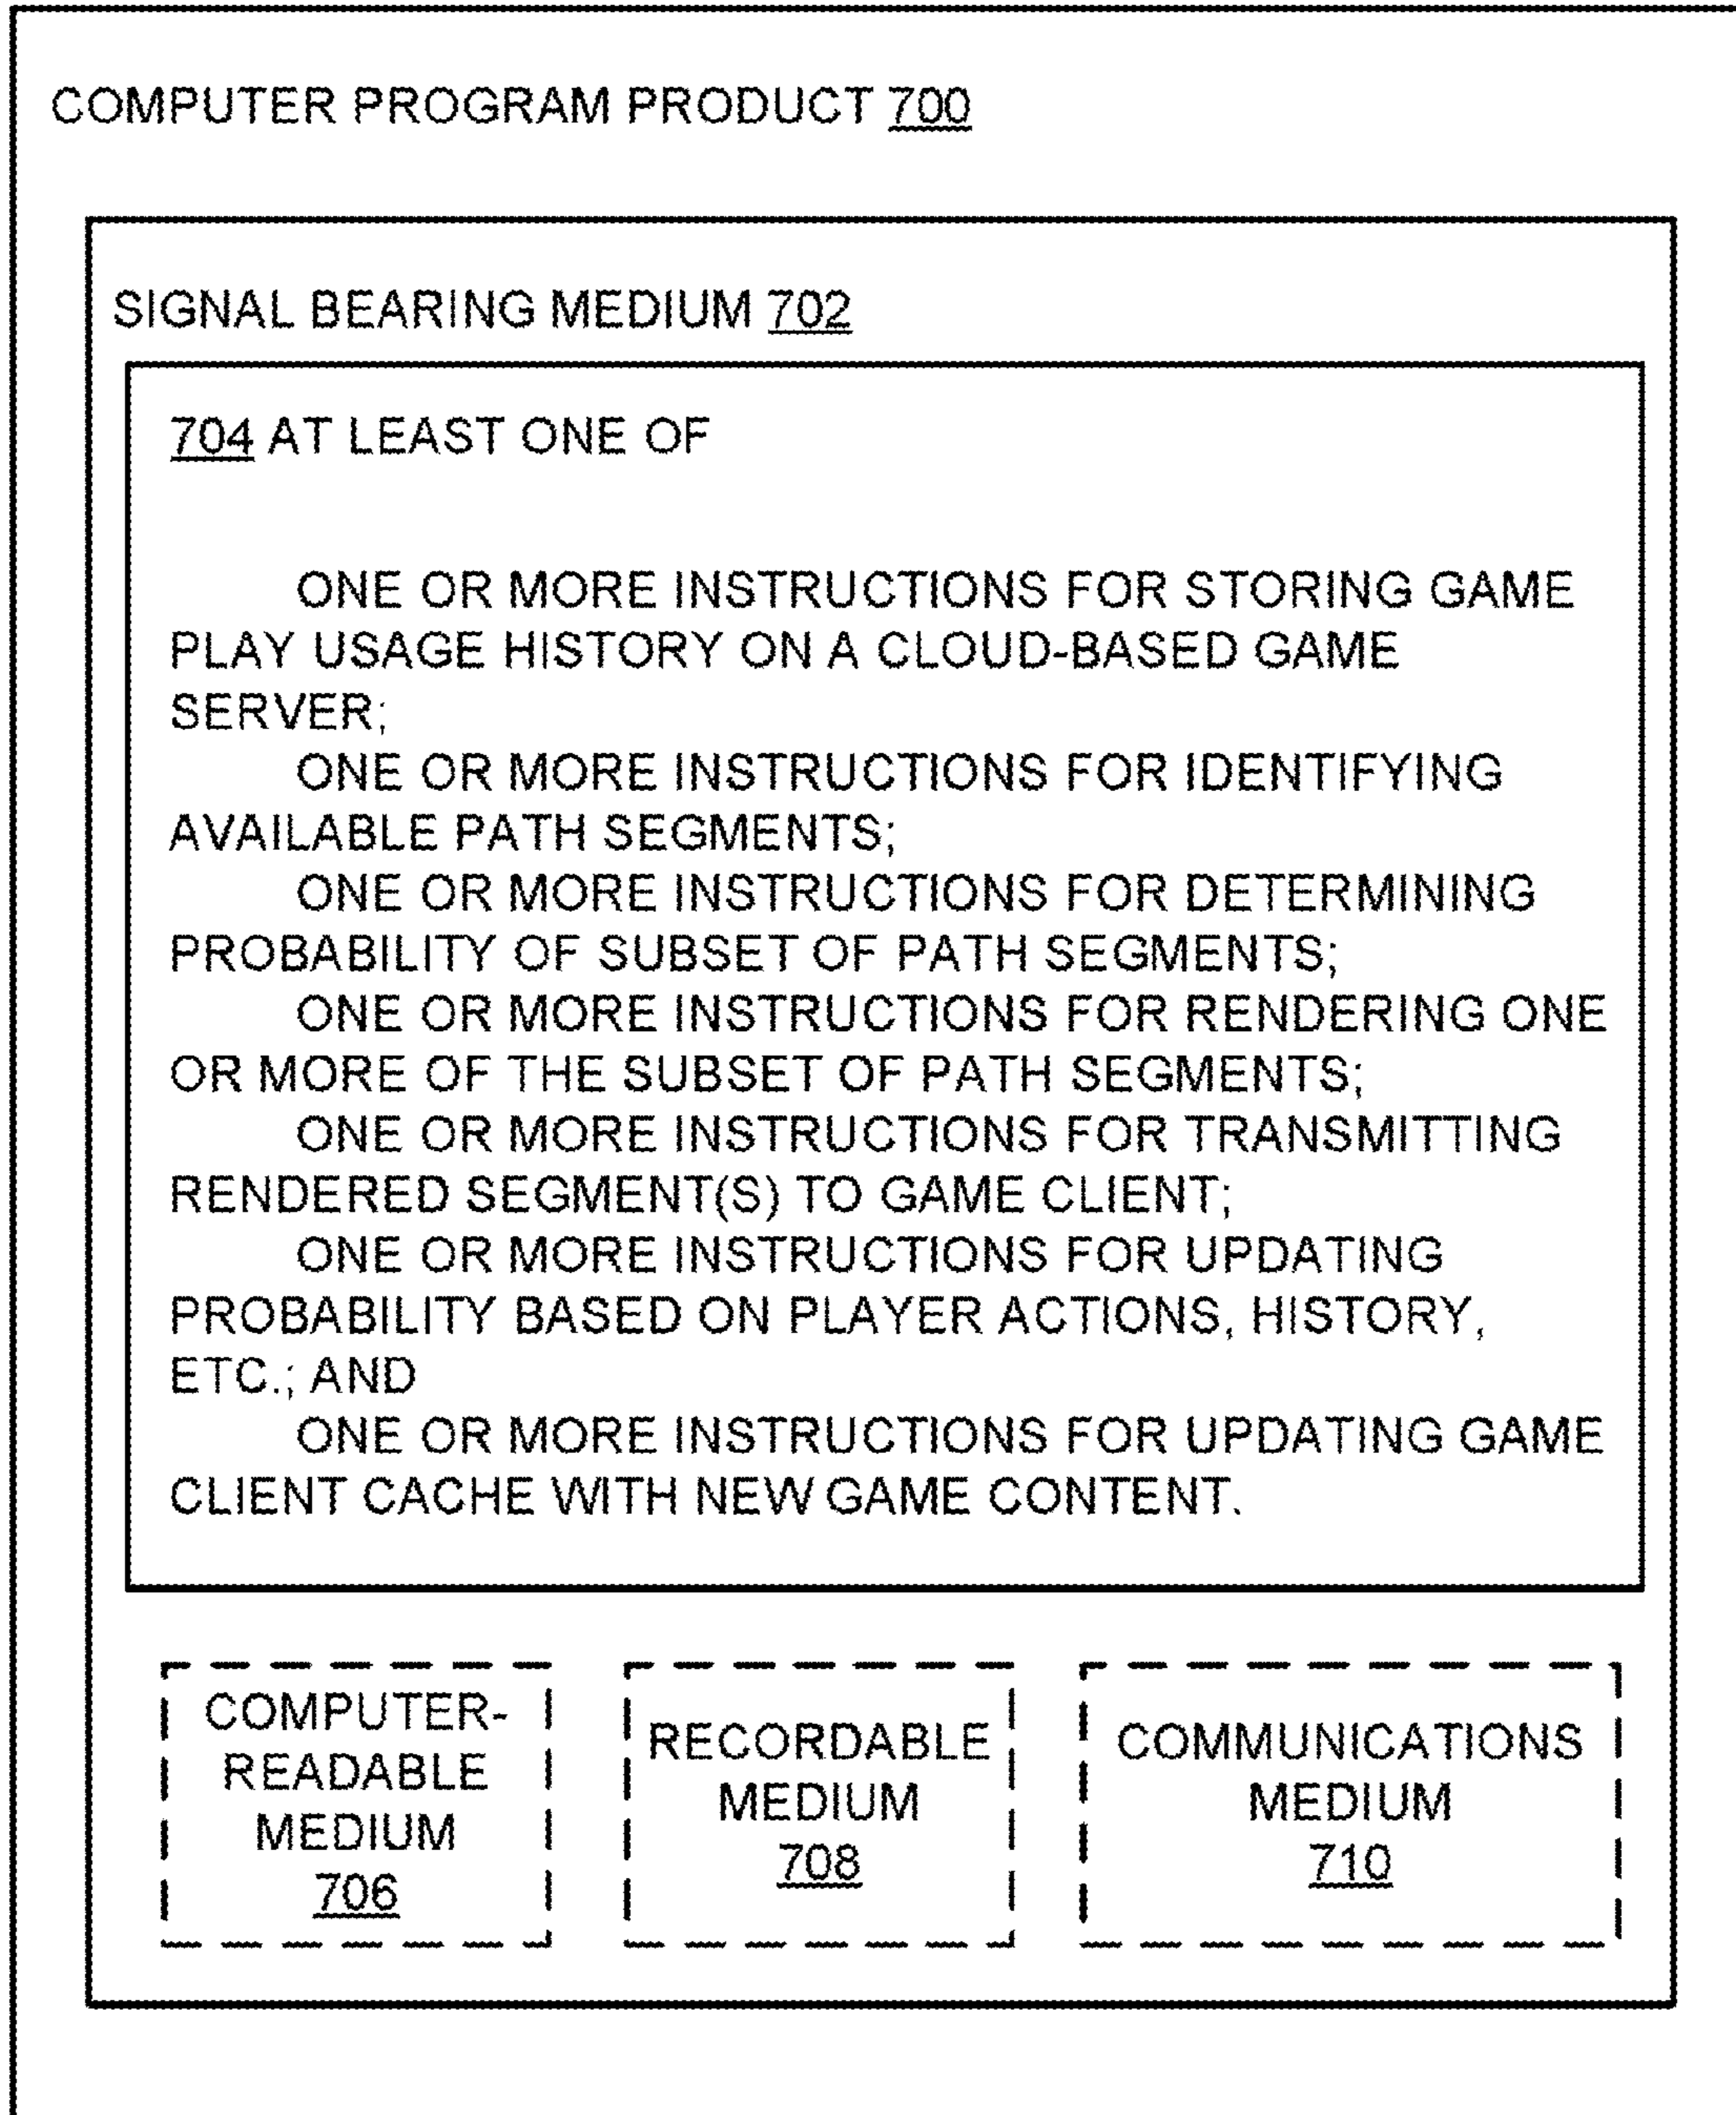 COMPUTER PROGRAM PRODUCT 700
SIGNAL BEARING MEDIUM 702
704 AT LEAST ONE OF
ONE OR MORE INSTRUCTIONS FOR STORING GAME
PLAY USAGE HISTORY ON A CLOUD-BASED GAME
SERVER;
ONE OR MORE INSTRUCTIONS FOR IDENTIFYING
AVAILABLE PATH SEGMENTS;
ONE OR MORE INSTRUCTIONS FOR DETERMINING
PROBABILITY OF SUBSET OF PATH SEGMENTS;
ONE OR MORE INSTRUCTIONS FOR RENDERING ONE
OR MORE OF THE SUBSET OF PATH SEGMENTS;
ONE OR MORE INSTRUCTIONS FOR TRANSMITTING
RENDERED SEGMENT(S) TO GAME CLIENT;
ONE OR MORE INSTRUCTIONS FOR UPDATING
PROBABILITY BASED ON PLAYER ACTIONS, HISTORY,
ETC.; AND
ONE OR MORE INSTRUCTIONS FOR UPDATING GAME
CLIENT CACHE WITH NEW GAME CONTENT.
COMPUTER-
READABLE
MEDIUM
706
RECORDABLE
MEDIUM
708
COMMUNICATIONS
MEDIUM
710